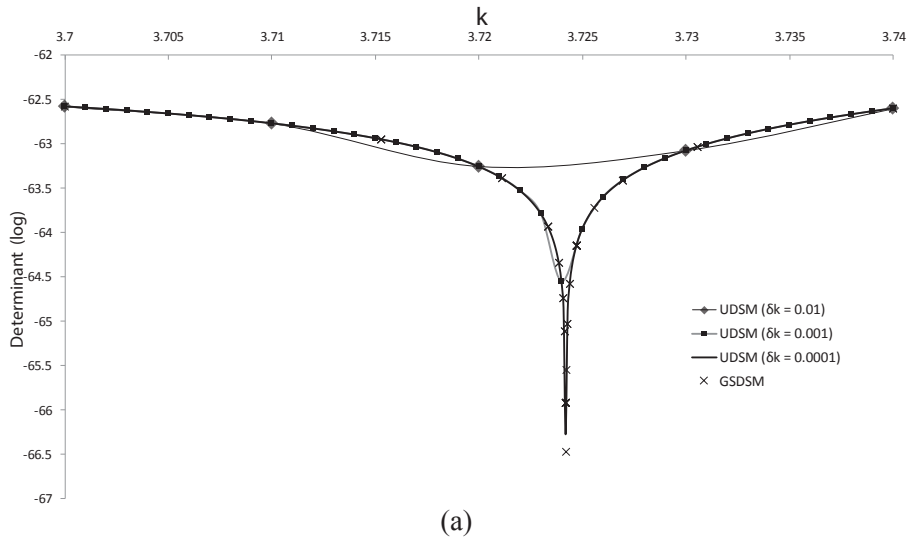 k
3.7 3.705 3.71 3.715 3.72 3.725 3.73 3.735 3.74
-62
-62.5
-63
-63.5
-64
-64.5
-65
-65.5
-66
-66.5
-67
Determinant (log)
UDSM (δk = 0.01)
UDSM (δk = 0.001)
UDSM (δk = 0.0001)
GSDSM
(a)